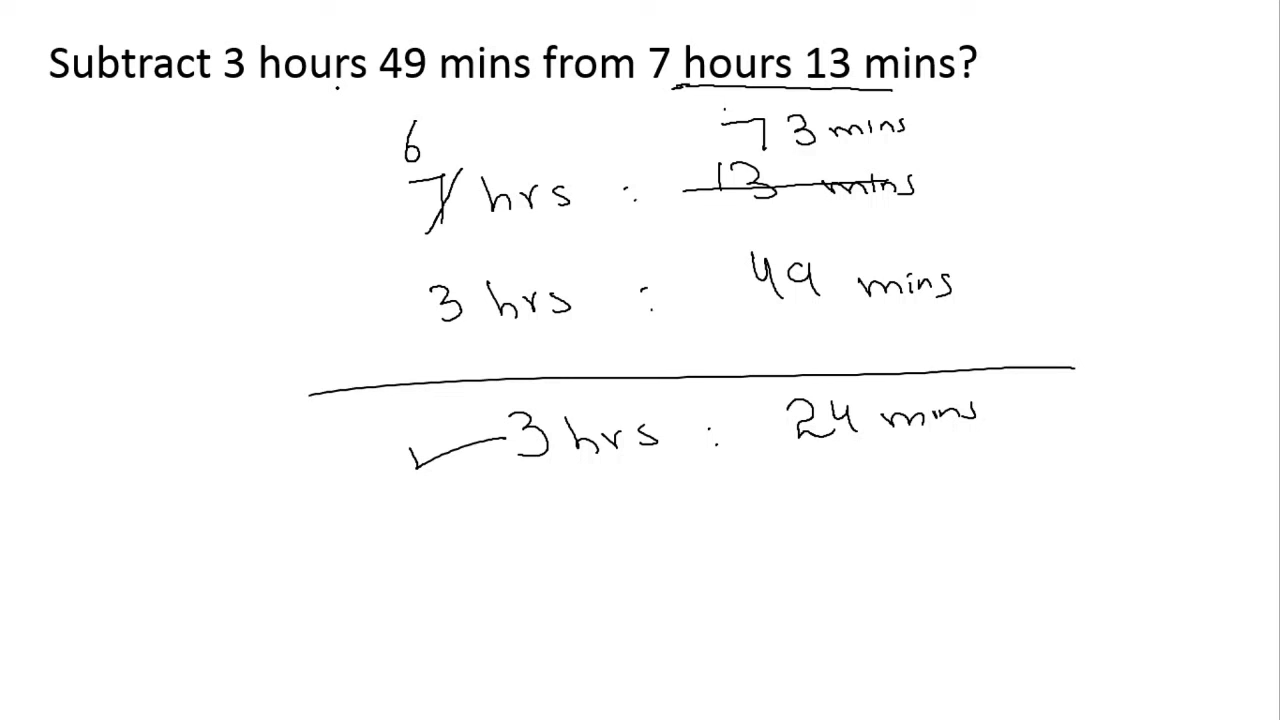 Subtract 3 hours 49 mins from 7 hours 13 mins?
6 73 mins
7 hrs : 13 mins
3 hrs : 49 mins
3 hrs : 24 mins